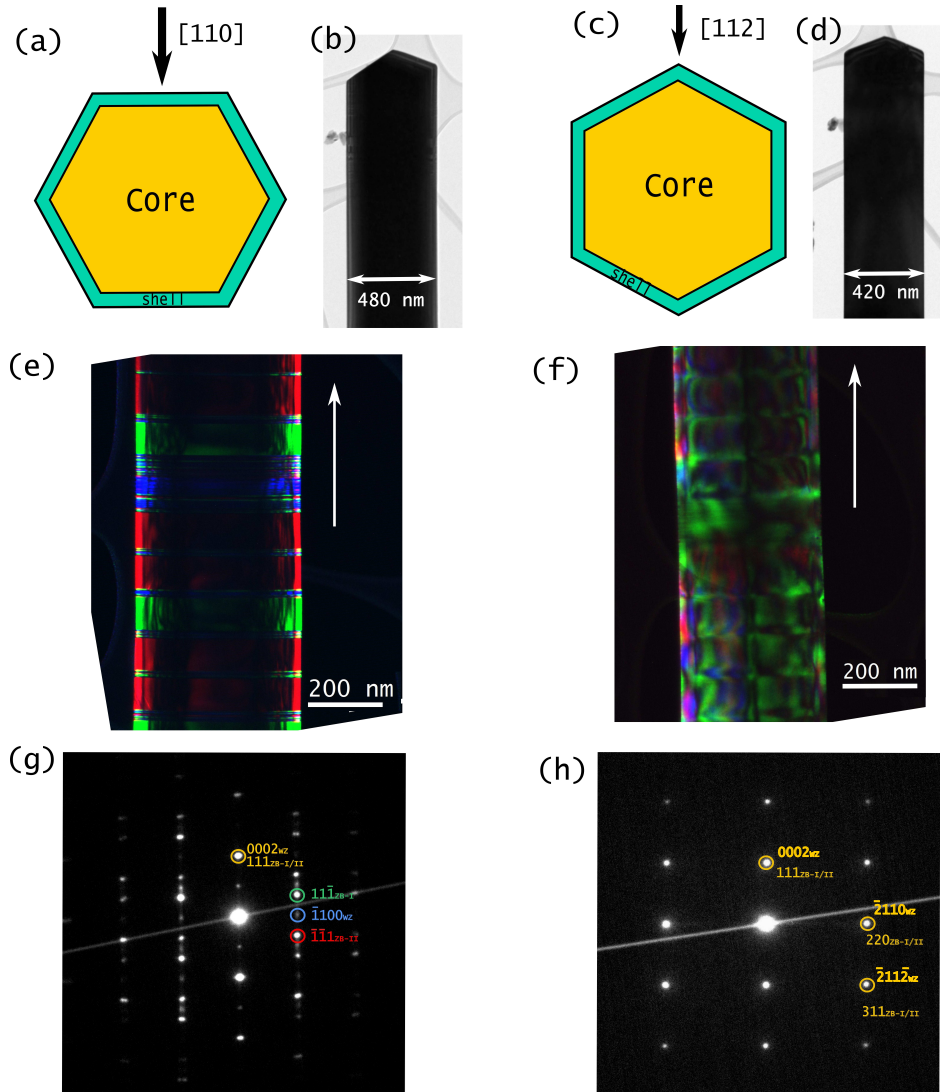 (a)
[110]
(b)
(c)
[112]
(d)
Core
shell
480 nm
Core
shell
420 nm
(e)
(f)
200 nm
200 nm
(g)
(h)
0002WZ
111ZB-I/II
111̅ZB-I
1̅100WZ
1̅1̅1ZB-II
0002WZ
111ZB-I/II
2̅110WZ
220ZB-I/II
2̅112̅WZ
311ZB-I/II